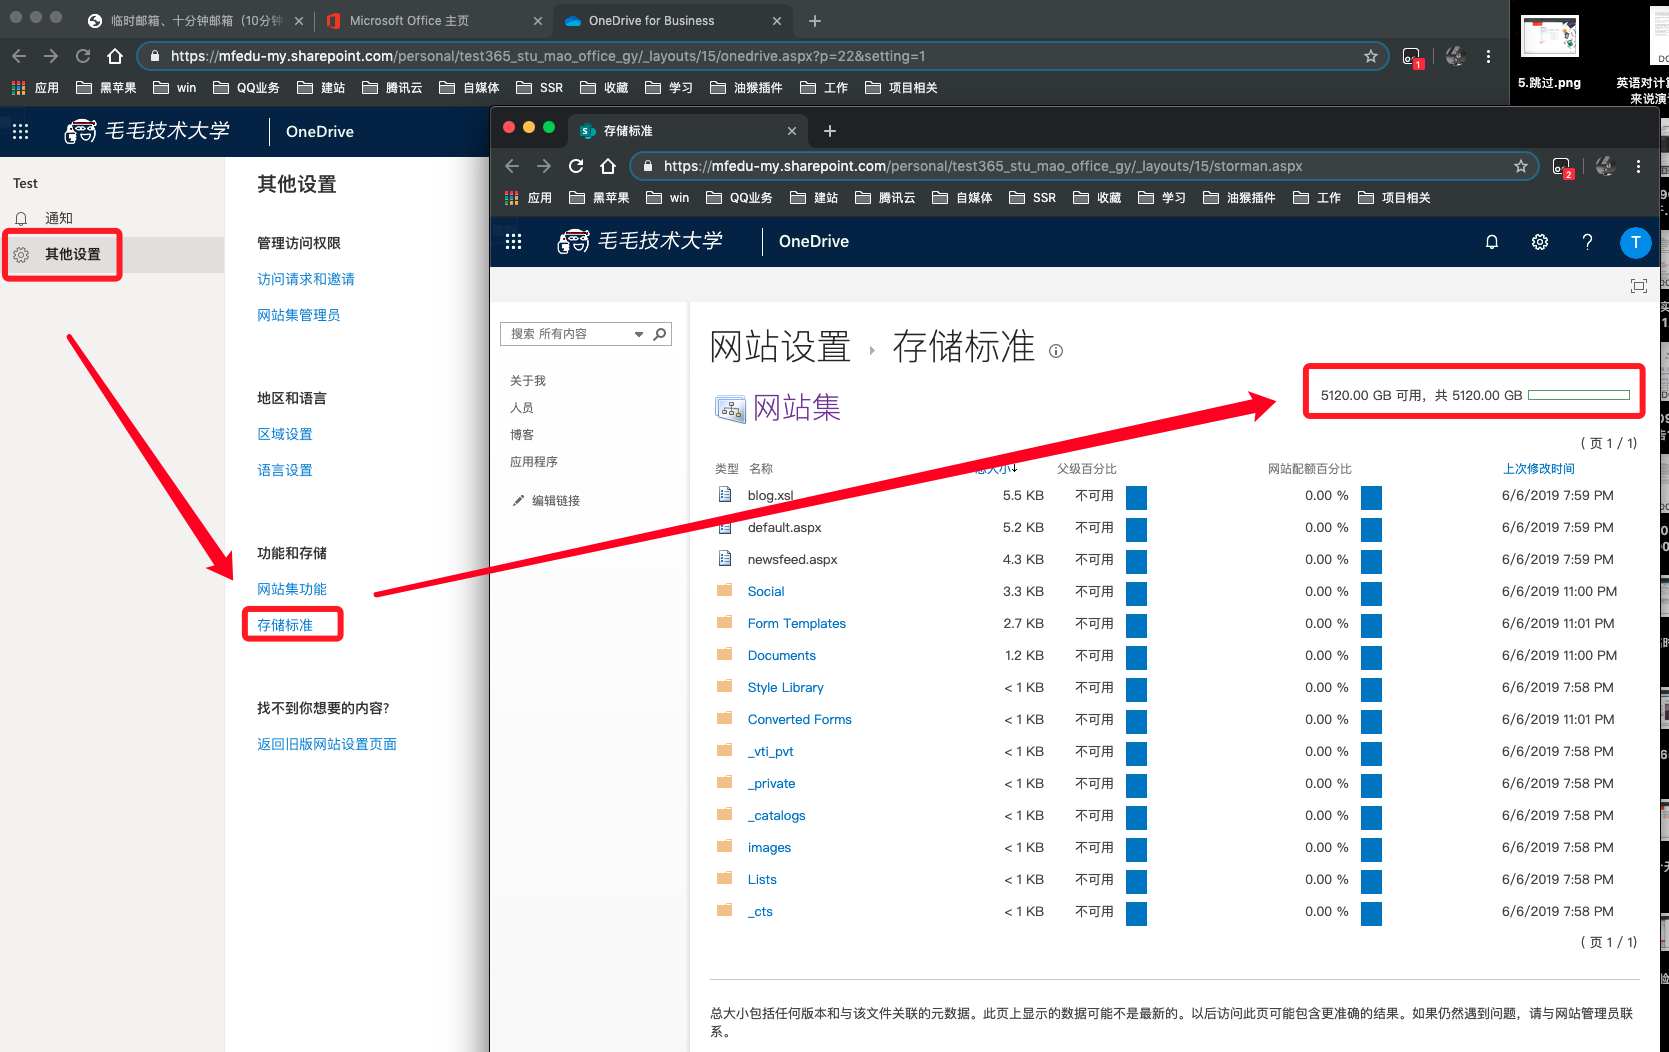 临时邮箱、十分钟邮箱（10分钟
Microsoft Office 主页
OneDrive for Business
https://mfedu-my.sharepoint.com/personal/test365_stu_mao_office_gy/_layouts/15/onedrive.aspx?p=22&setting=1
1
应用 黑苹果 win QQ业务 建站 腾讯云 自媒体 SSR 收藏 学习 油猴插件 工作 项目相关
5.跳过.png
英语对计算
来说演
毛毛技术大学
OneDrive
Test
通知
其他设置
其他设置
管理访问权限
访问请求和邀请
网站集管理员
地区和语言
区域设置
语言设置
功能和存储
网站集功能
存储标准
找不到你想要的内容?
返回旧版网站设置页面
存储标准
https://mfedu-my.sharepoint.com/personal/test365_stu_mao_office_gy/_layouts/15/storman.aspx
2
应用 黑苹果 win QQ业务 建站 腾讯云 自媒体 SSR 收藏 学习 油猴插件 工作 项目相关
毛毛技术大学
OneDrive
?
T
搜索 所有内容
关于我
人员
博客
应用程序
编辑链接
网站设置 存储标准
网站集
5120.00 GB 可用，共 5120.00 GB
( 页 1 / 1)
类型 名称 总大小↓ 父级百分比 网站配额百分比 上次修改时间
blog.xsl 5.5 KB 不可用 0.00 % 6/6/2019 7:59 PM
default.aspx 5.2 KB 不可用 0.00 % 6/6/2019 7:59 PM
newsfeed.aspx 4.3 KB 不可用 0.00 % 6/6/2019 7:59 PM
Social 3.3 KB 不可用 0.00 % 6/6/2019 11:00 PM
Form Templates 2.7 KB 不可用 0.00 % 6/6/2019 11:01 PM
Documents 1.2 KB 不可用 0.00 % 6/6/2019 11:00 PM
Style Library < 1 KB 不可用 0.00 % 6/6/2019 7:58 PM
Converted Forms < 1 KB 不可用 0.00 % 6/6/2019 11:01 PM
_vti_pvt < 1 KB 不可用 0.00 % 6/6/2019 7:58 PM
_private < 1 KB 不可用 0.00 % 6/6/2019 7:58 PM
_catalogs < 1 KB 不可用 0.00 % 6/6/2019 7:58 PM
images < 1 KB 不可用 0.00 % 6/6/2019 7:58 PM
Lists < 1 KB 不可用 0.00 % 6/6/2019 7:58 PM
_cts < 1 KB 不可用 0.00 % 6/6/2019 7:58 PM
( 页 1 / 1)
总大小包括任何版本和与该文件关联的元数据。此页上显示的数据可能不是最新的。以后访问此页可能包含更准确的结果。如果仍然遇到问题，请与网站管理员联
系。